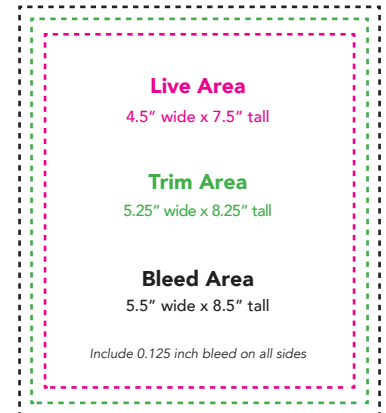 Live Area
4.5” wide x 7.5” tall
Trim Area
5.25” wide x 8.25” tall
Bleed Area
5.5” wide x 8.5” tall
Include 0.125 inch bleed on all sides